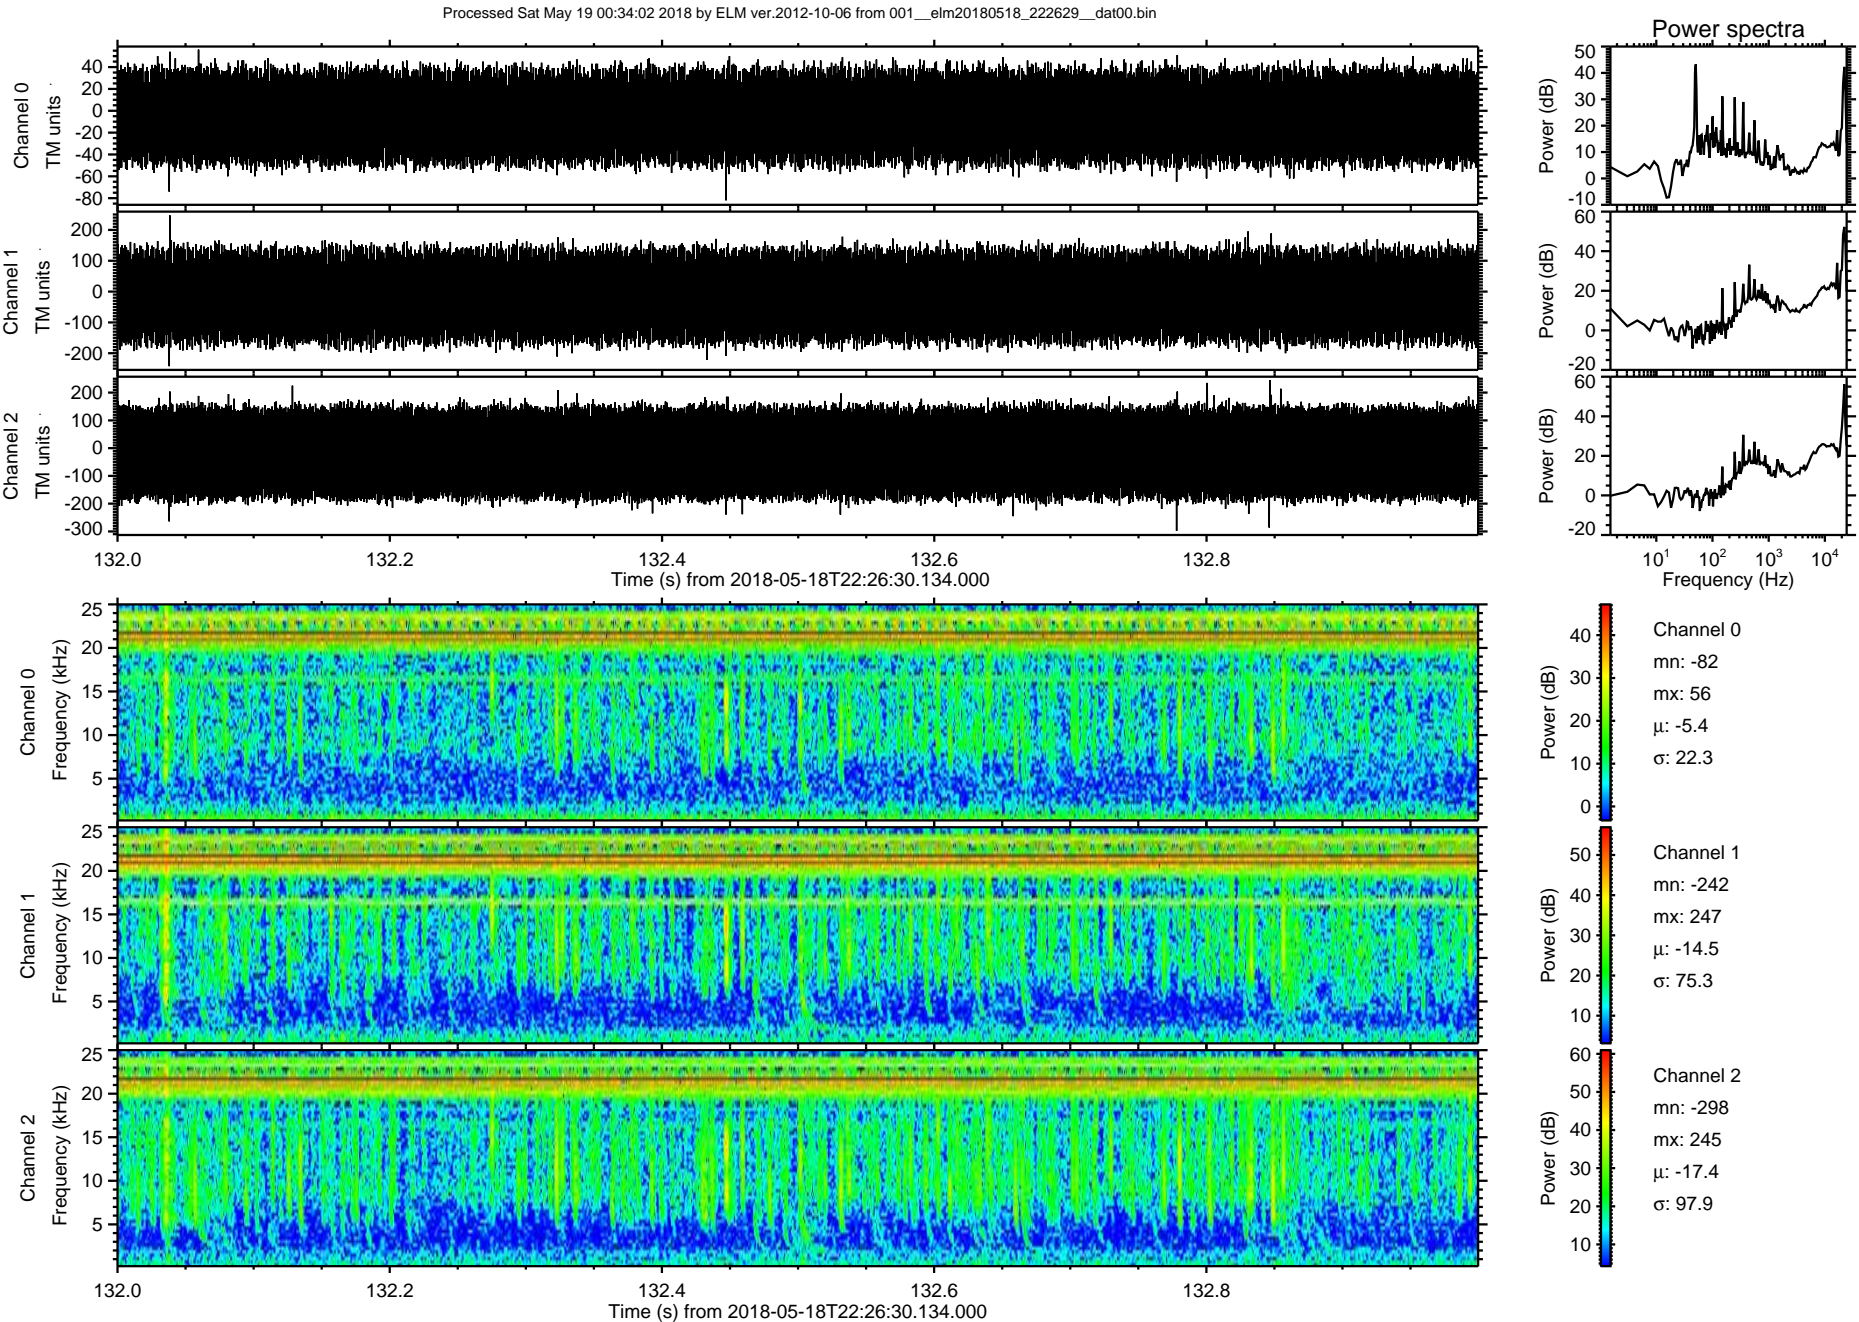 Processed Sat May 19 00:34:02 2018 by ELM ver.2012-10-06 from 001__elm20180518_222629__dat00.bin
Power spectra
Channel 0
TM units
40
20
0
-20
-40
-60
-80
Power (dB)
50
40
30
20
10
0
-10
Channel 1
TM units
200
100
0
-100
-200
Power (dB)
60
40
20
0
-20
Channel 2
TM units
200
100
0
-100
-200
-300
Power (dB)
60
40
20
0
-20
132.0 132.2 132.4 132.6 132.8
Time (s) from 2018-05-18T22:26:30.134.000
10¹ 10² 10³ 10⁴
Frequency (Hz)
Channel 0
Frequency (kHz)
25
20
15
10
5
Power (dB)
40
30
20
10
0
Channel 0
mn: -82
mx: 56
μ: -5.4
σ: 22.3
Channel 1
Frequency (kHz)
25
20
15
10
5
Power (dB)
50
40
30
20
10
Channel 1
mn: -242
mx: 247
μ: -14.5
σ: 75.3
Channel 2
Frequency (kHz)
25
20
15
10
5
Power (dB)
60
50
40
30
20
10
Channel 2
mn: -298
mx: 245
μ: -17.4
σ: 97.9
132.0 132.2 132.4 132.6 132.8
Time (s) from 2018-05-18T22:26:30.134.000